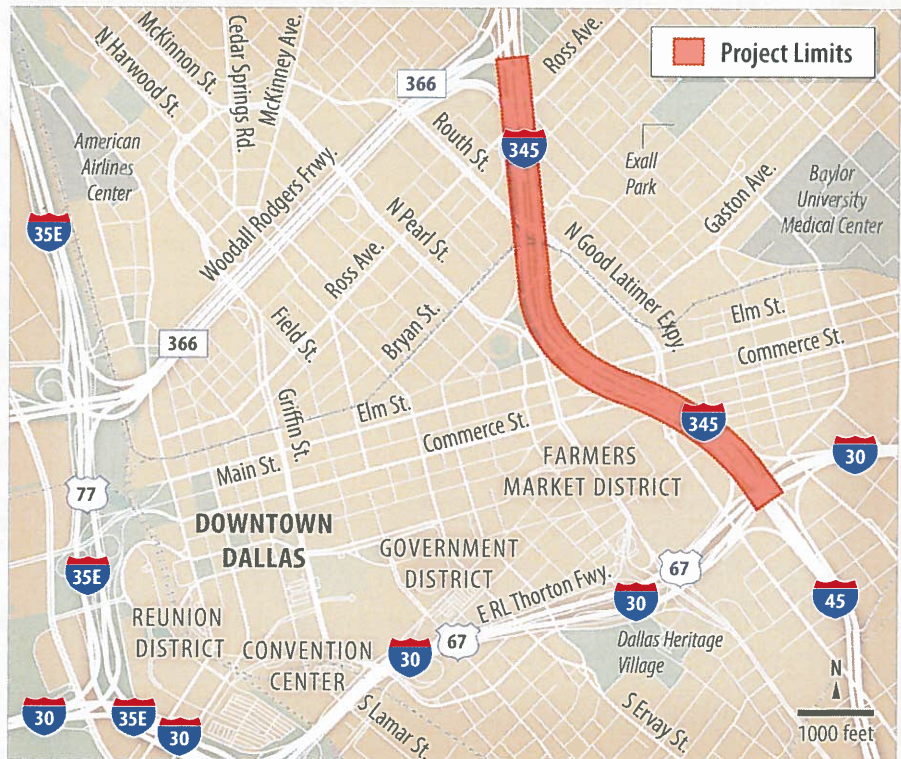 Project Limits
McKinnon St.
N Harwood St.
Cedar Springs Rd.
McKinney Ave.
Ross Ave.
366
345
Routh St.
American
Airlines
Center
Exall
Park
Gaston Ave.
Baylor
University
Medical Center
35E
Woodall Rodgers Frwy.
N Pearl St.
N Good Latimer Expy.
Ross Ave.
Bryan St.
Field St.
366
Elm St.
Commerce St.
Griffin St.
Elm St.
Commerce St.
345
30
Main St.
FARMERS
MARKET DISTRICT
77
DOWNTOWN
DALLAS
GOVERNMENT
DISTRICT
35E
67
E RL Thorton Fwy.
30
45
REUNION
DISTRICT
CONVENTION
CENTER
30
67
Dallas Heritage
Village
N
S Lamar St.
S Ervay St.
30
35E
30
1000 feet